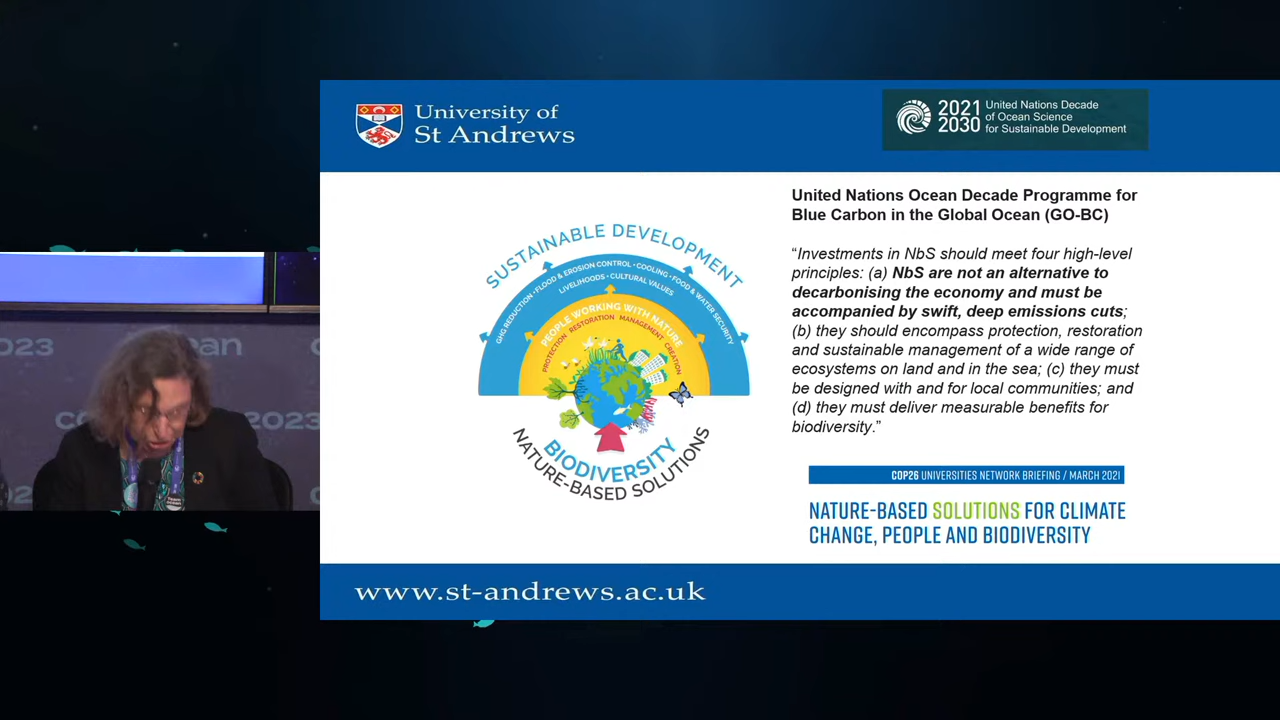 University of
St Andrews
2021
2030
United Nations Decade
of Ocean Science
for Sustainable Development
United Nations Ocean Decade Programme for
Blue Carbon in the Global Ocean (GO-BC)
“Investments in NbS should meet four high-level
principles: (a) NbS are not an alternative to
decarbonising the economy and must be
accompanied by swift, deep emissions cuts;
(b) they should encompass protection, restoration
and sustainable management of a wide range of
ecosystems on land and in the sea; (c) they must
be designed with and for local communities; and
(d) they must deliver measurable benefits for
biodiversity.”
SUSTAINABLE DEVELOPMENT
GHG REDUCTION • FLOOD & EROSION CONTROL • COOLING • FOOD & WATER SECURITY
LIVELIHOODS • CULTURAL VALUES
PEOPLE WORKING WITH NATURE
PROTECTION RESTORATION MANAGEMENT CREATION
BIODIVERSITY
NATURE-BASED SOLUTIONS
COP26 UNIVERSITIES NETWORK BRIEFING / MARCH 2021
NATURE-BASED SOLUTIONS FOR CLIMATE
CHANGE, PEOPLE AND BIODIVERSITY
www.st-andrews.ac.uk
2023